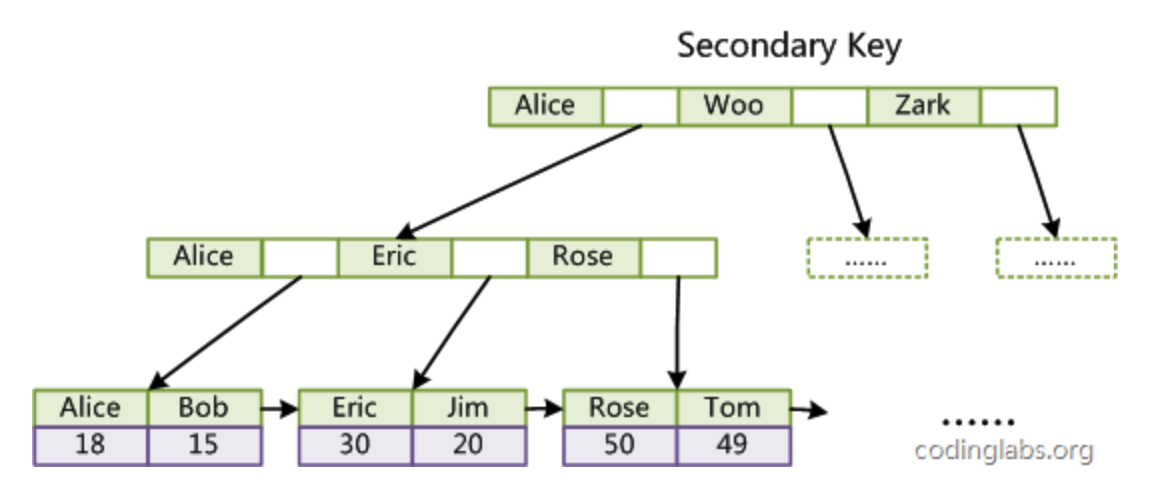 Secondary Key
Alice Woo Zark
Alice Eric Rose
...... ......
Alice Bob Eric Jim Rose Tom
18 15 30 20 50 49
......
codinglabs.org